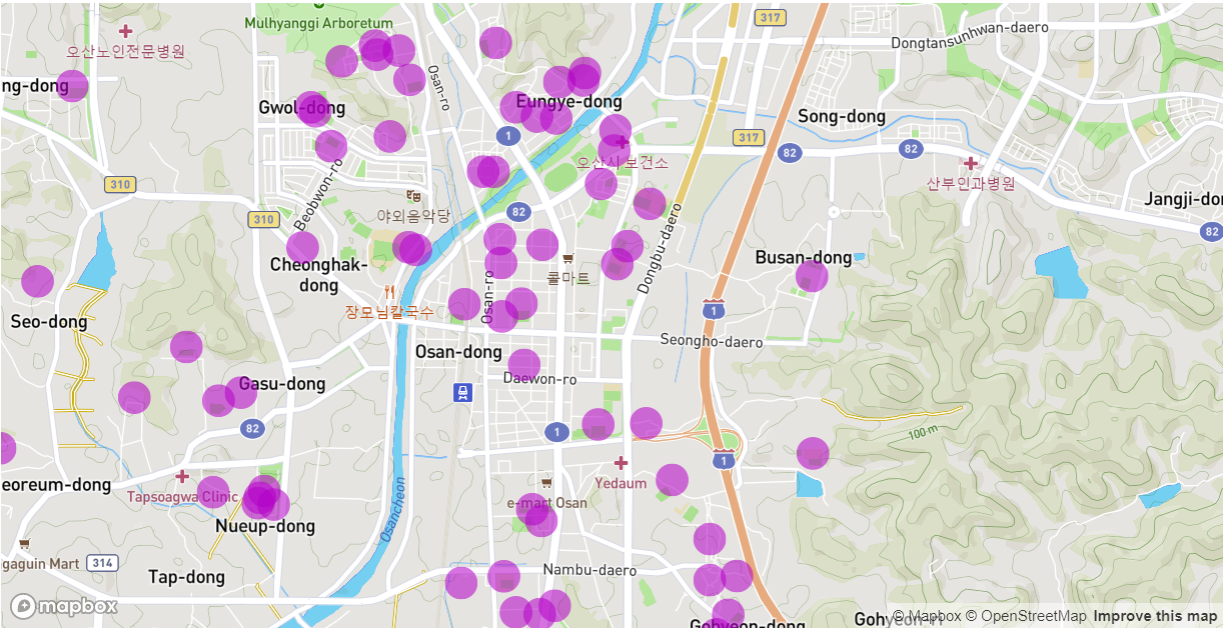 Mulhyanggi Arboretum
317
Dongtansunhwan-daero
오산노인전문병원
ng-dong
Osan-ro
Gwol-dong
Eungye-dong
Song-dong
1
317
82
82
오산시 보건소
산부인과병원
310
Beobwon-ro
310
야외음악당
82
Jangji-dor
82
Dongbu-daero
Cheonghak-
dong
콜마트
Busan-dong
Osan-ro
장모님칼국수
1
Seo-dong
Seongho-daero
Osan-dong
Daewon-ro
Gasu-dong
82
1
100 m
1
eoreum-dong
Tapsoagwa Clinic
Yedaum
e-mart Osan
Osancheon
Nueup-dong
gaguin Mart
314
Tap-dong
Nambu-daero
mapbox
Gohyeon-dong
Gohyeon-ri
© Mapbox © OpenStreetMap Improve this map